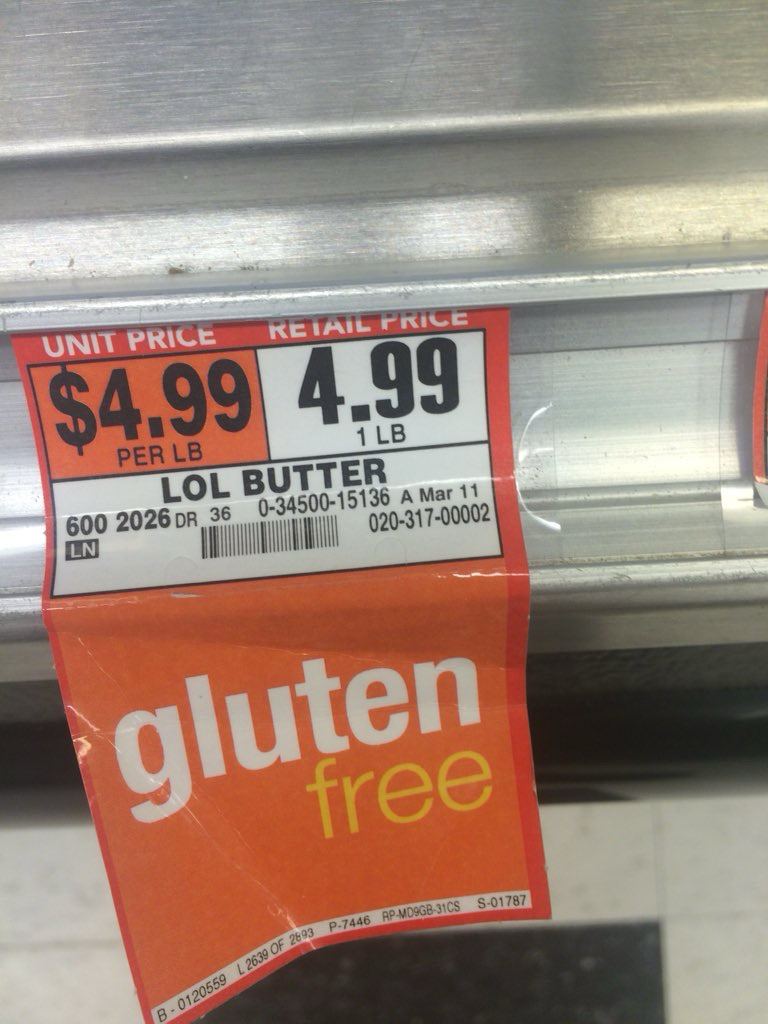 UNIT PRICE RETAIL PRICE
$4.99 4.99
PER LB 1 LB
LOL BUTTER
600 2026 DR 36 0-34500-15136 A Mar 11
LN 020-317-00002
gluten
free
B - 0120559 L 2639 OF 2893 P-7446 RP-MD9GB-31CS S-01787